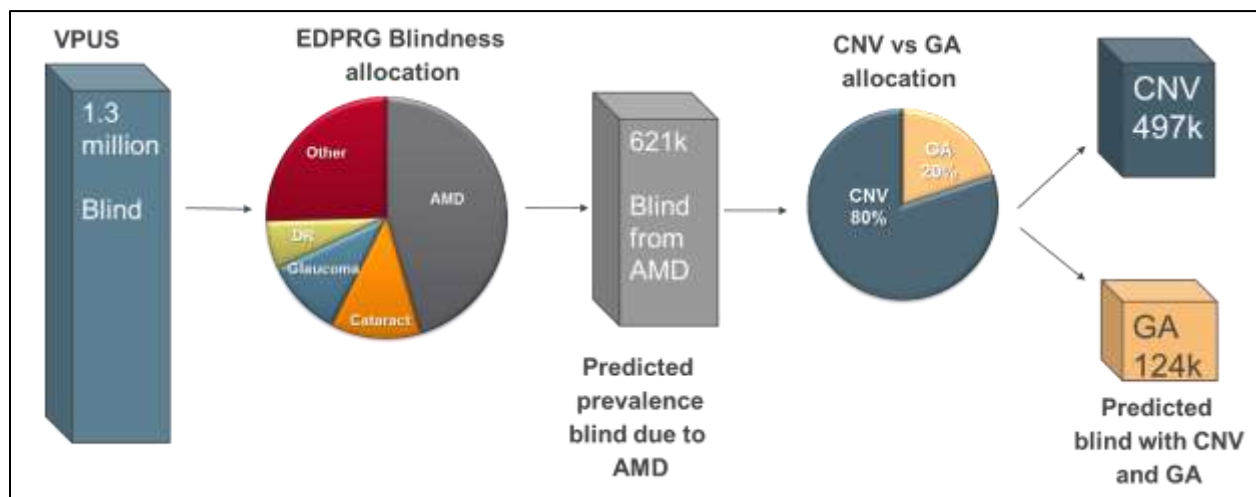 VPUS
1.3
million
Blind
EDPRG Blindness
allocation
Other
AMD
DR
Glaucoma
Cataract
621k
Blind
from
AMD
Predicted
prevalence
blind due to
AMD
CNV vs GA
allocation
GA
20%
CNV
80%
CNV
497k
GA
124k
Predicted
blind with CNV
and GA